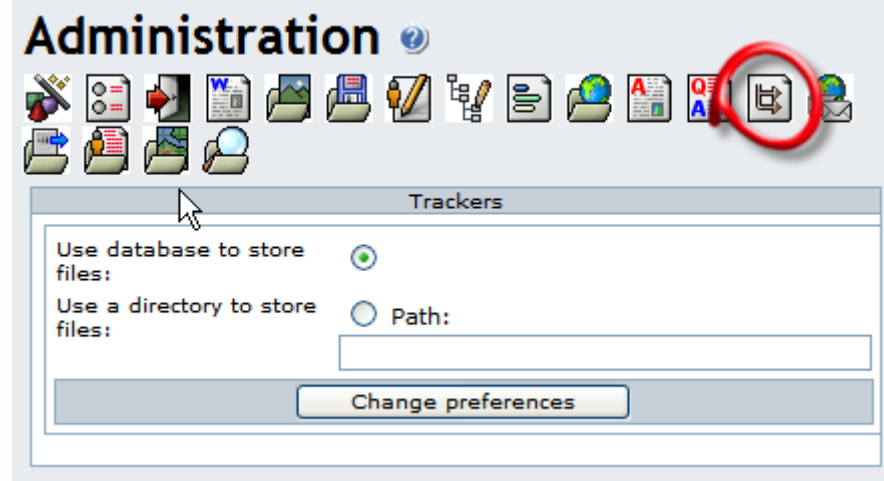 Administration
W
A
Q
A
Trackers
Use database to store
files:
Use a directory to store
files:
Path:
Change preferences